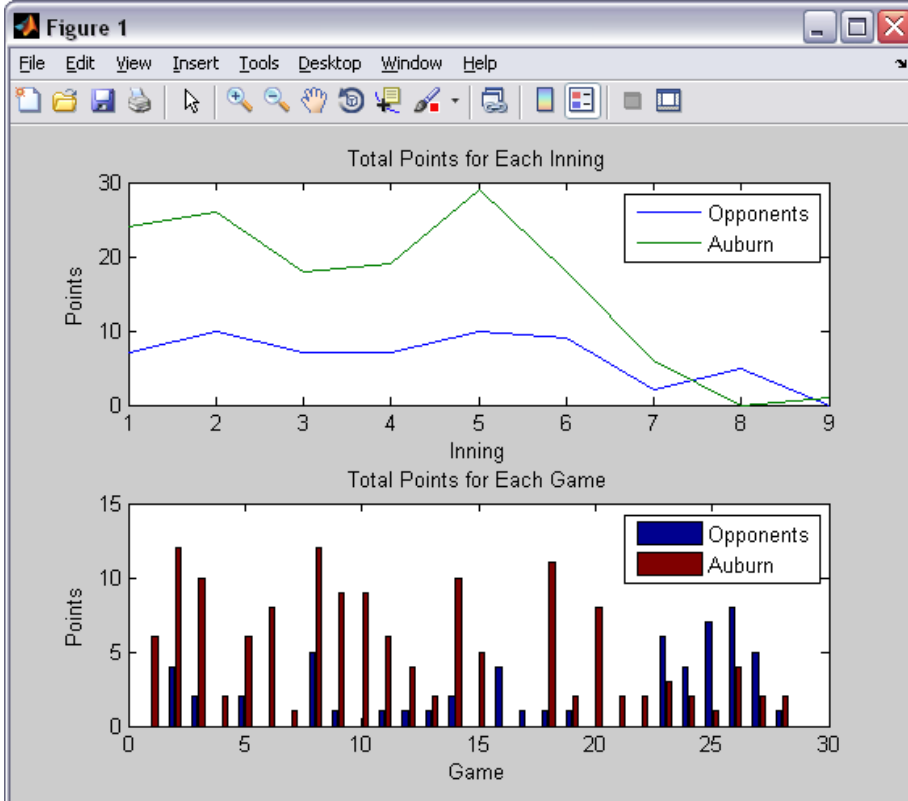 Figure 1
File Edit View Insert Tools Desktop Window Help
Total Points for Each Inning
30
20
10
0
Points
Opponents
Auburn
1 2 3 4 5 6 7 8 9
Inning
Total Points for Each Game
15
10
5
0
Points
Opponents
Auburn
0 5 10 15 20 25 30
Game